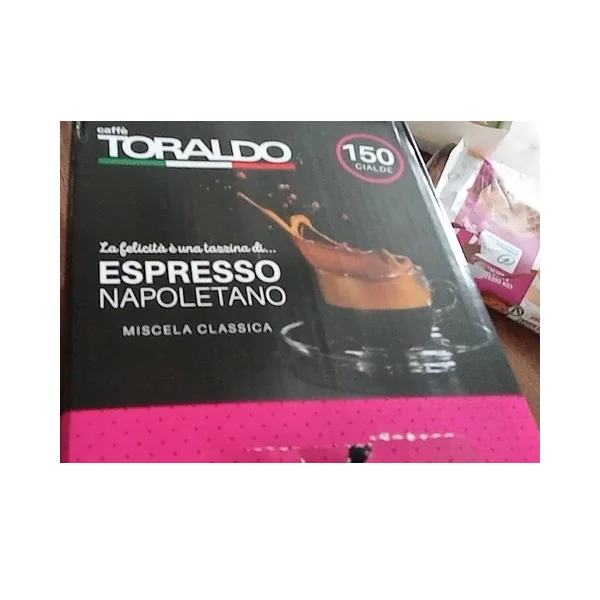 caffè
TORALDO
150
CIALDE
La felicità è una tazzina di...
ESPRESSO
NAPOLETANO
MISCELA CLASSICA